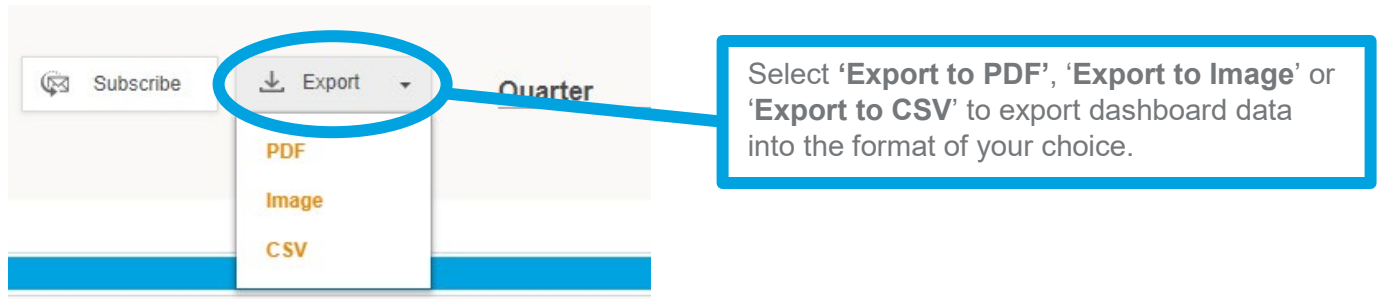 Subscribe
Export
Quarter
PDF
Image
CSV
Select ‘Export to PDF’, ‘Export to Image’ or
‘Export to CSV’ to export dashboard data
into the format of your choice.